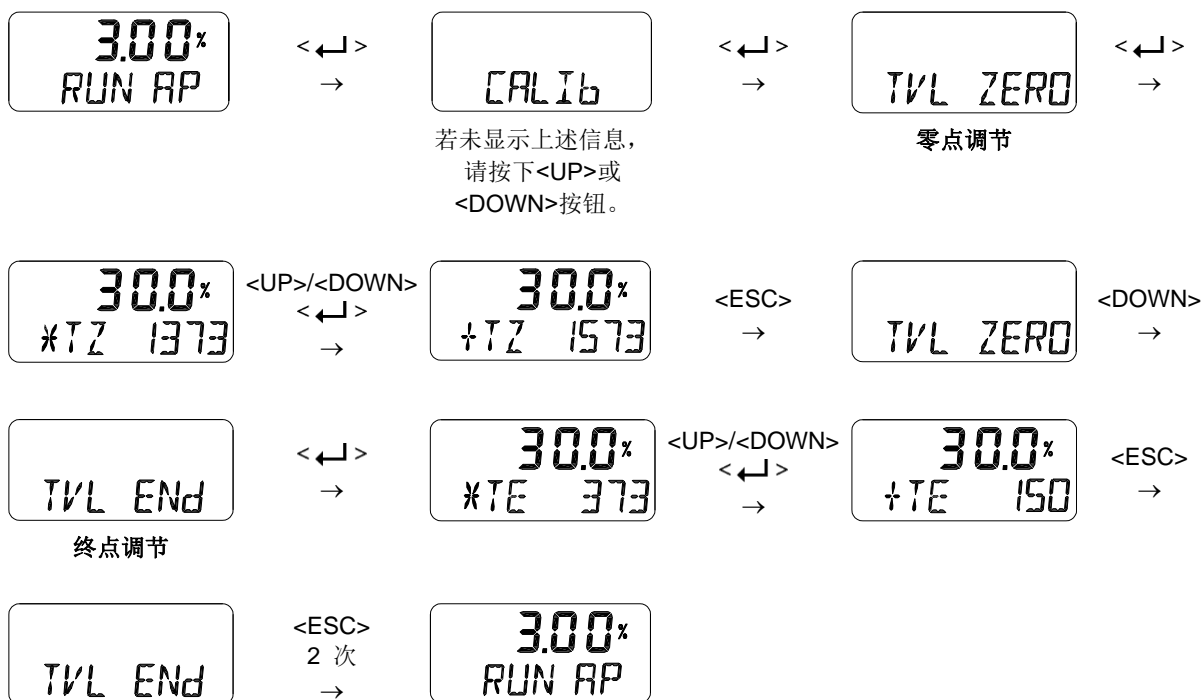 3.00%
RUN AP
< ↵ >
→
CALIb
若未显示上述信息，
请按下<UP>或
<DOWN>按钮。
< ↵ >
→
TVL ZERO
零点调节
< ↵ >
→
30.0%
*TZ 1373
<UP>/<DOWN>
< ↵ >
→
+TZ 1573
30.0%
<ESC>
→
TVL ZERO
<DOWN>
→
TVL ENd
终点调节
< ↵ >
→
30.0%
*TE 373
<UP>/<DOWN>
< ↵ >
→
30.0%
+TE 150
<ESC>
→
TVL ENd
<ESC>
2 次
→
3.00%
RUN AP